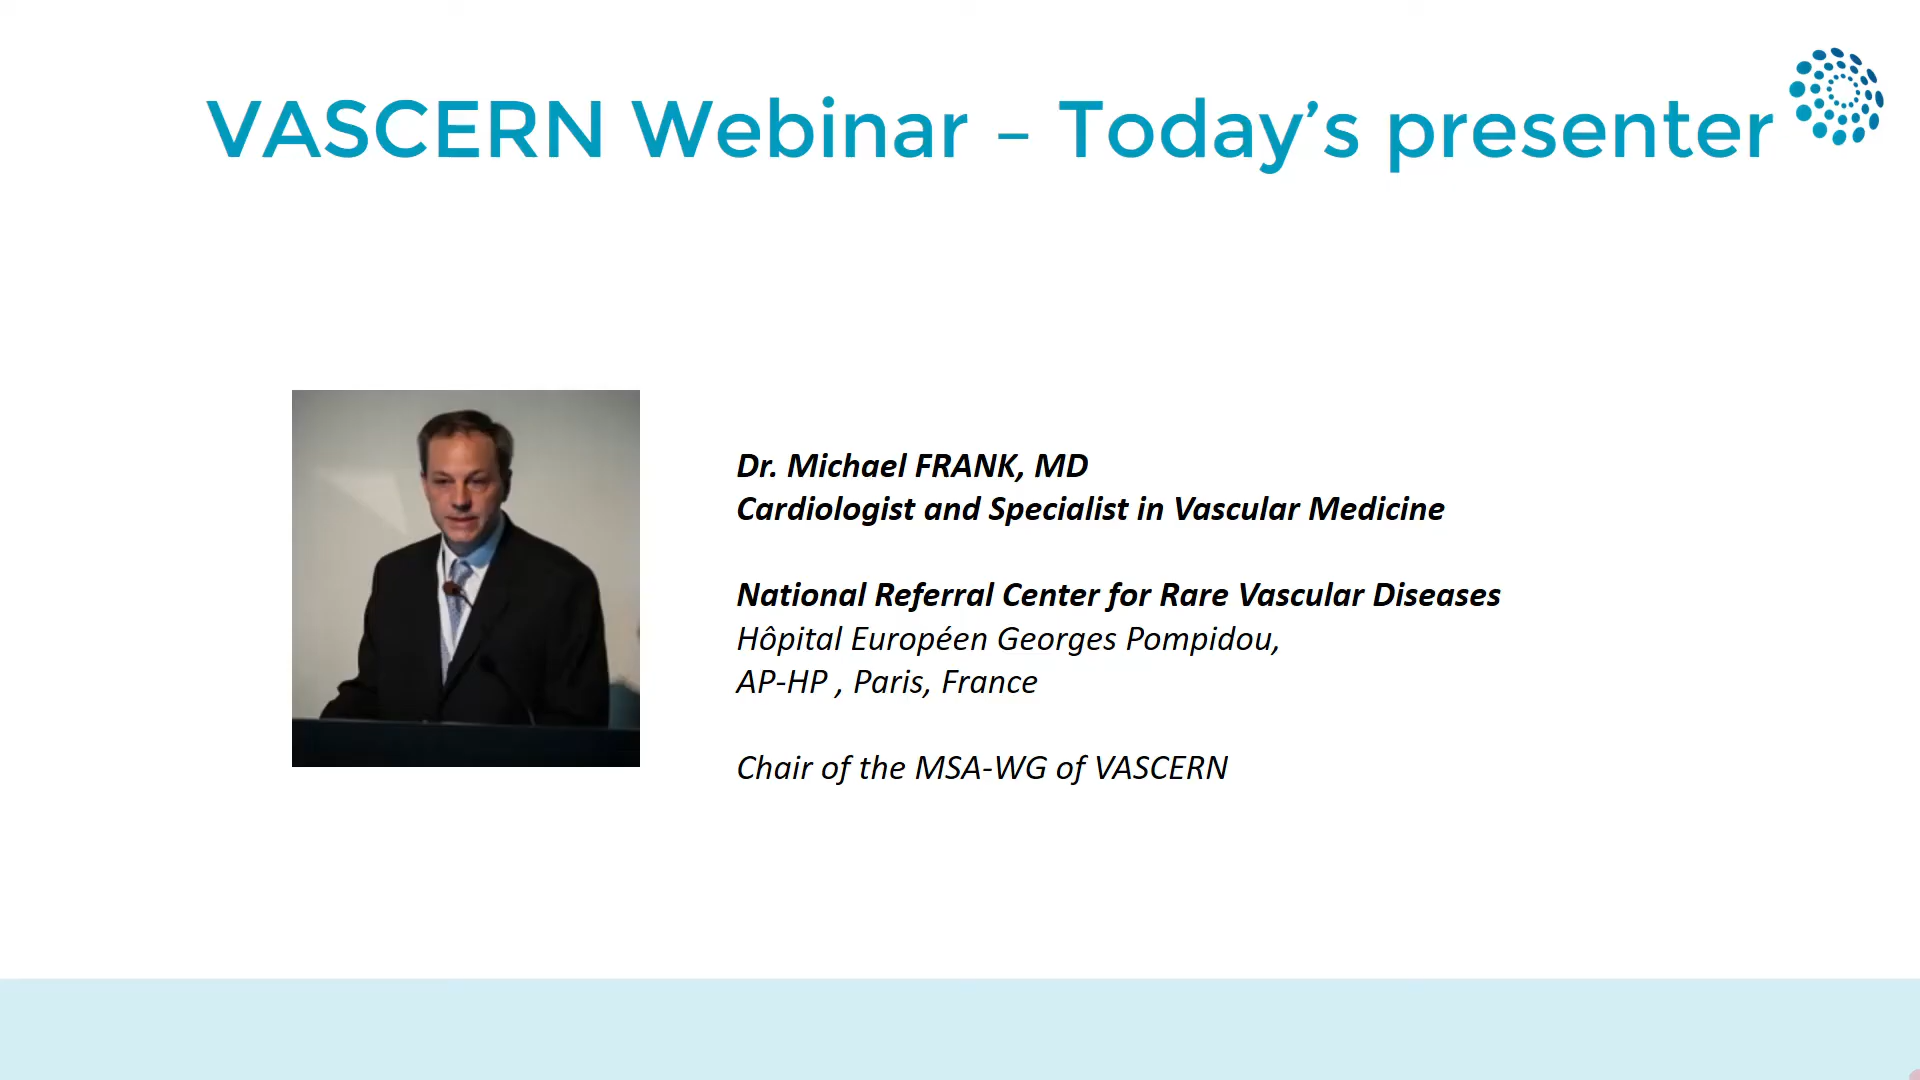 VASCERN Webinar – Today’s presenter
Dr. Michael FRANK, MD
Cardiologist and Specialist in Vascular Medicine
National Referral Center for Rare Vascular Diseases
Hôpital Européen Georges Pompidou,
AP-HP , Paris, France
Chair of the MSA-WG of VASCERN